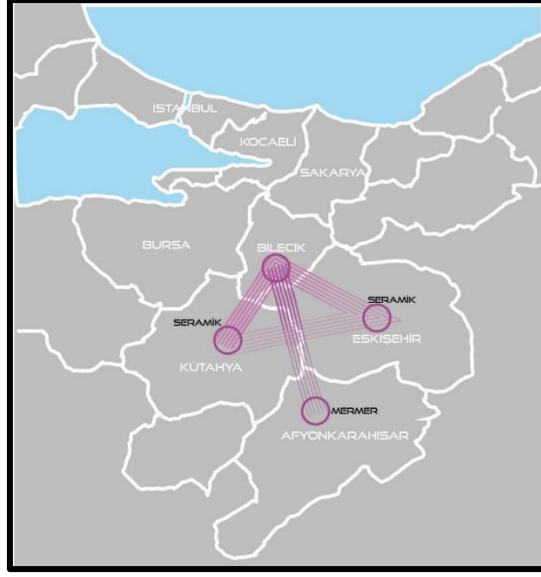 İSTANBUL
KOCAELİ
SAKARYA
BURSA
BİLECİK
SERAMİK
ESKİŞEHİR
SERAMİK
KÜTAHYA
MERMER
AFYONKARAHİSAR